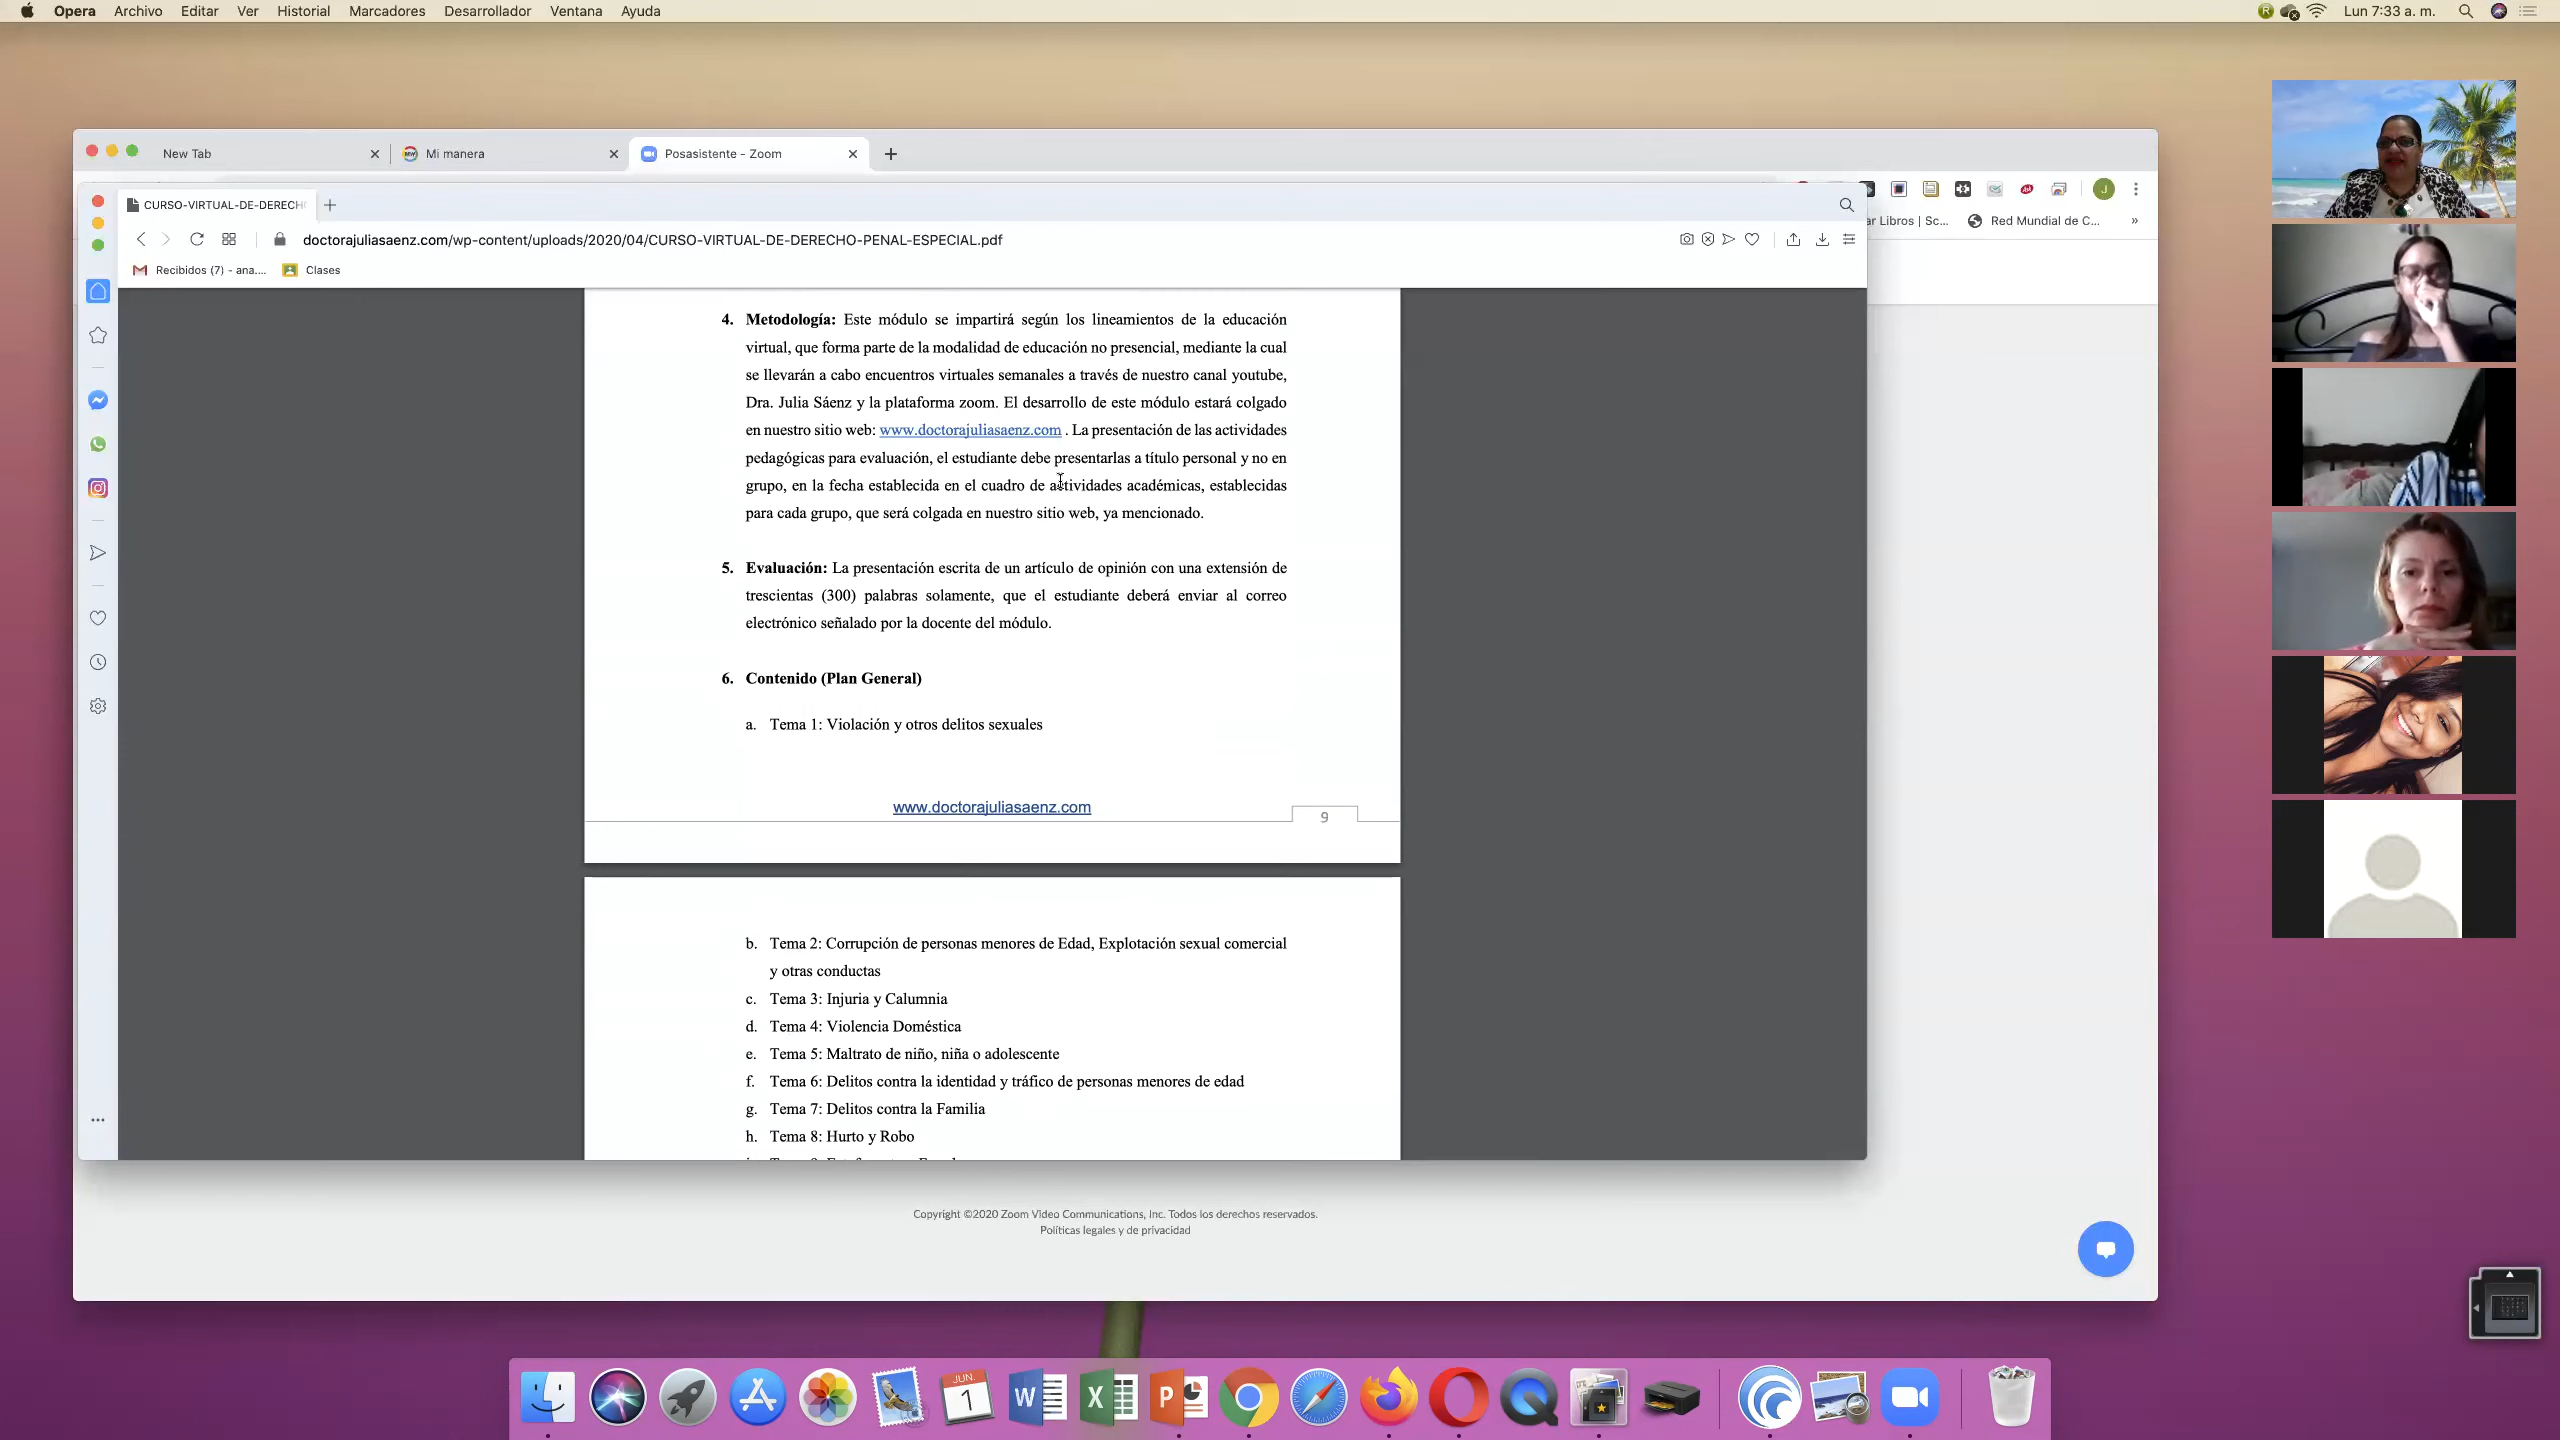 Opera Archivo Editar Ver Historial Marcadores Desarrollador Ventana Ayuda
Lun 7:33 a. m.
New Tab
Mi manera
Posasistente - Zoom
CURSO-VIRTUAL-DE-DERECH
J
doctorajuliasaenz.com/wp-content/uploads/2020/04/CURSO-VIRTUAL-DE-DERECHO-PENAL-ESPECIAL.pdf
ar Libros | Sc...
Red Mundial de C...
»
Recibidos (7) - ana....
Clases
4. Metodología: Este módulo se impartirá según los lineamientos de la educación
virtual, que forma parte de la modalidad de educación no presencial, mediante la cual
se llevarán a cabo encuentros virtuales semanales a través de nuestro canal youtube,
Dra. Julia Sáenz y la plataforma zoom. El desarrollo de este módulo estará colgado
en nuestro sitio web: www.doctorajuliasaenz.com . La presentación de las actividades
pedagógicas para evaluación, el estudiante debe presentarlas a título personal y no en
grupo, en la fecha establecida en el cuadro de actividades académicas, establecidas
para cada grupo, que será colgada en nuestro sitio web, ya mencionado.
5. Evaluación: La presentación escrita de un artículo de opinión con una extensión de
trescientas (300) palabras solamente, que el estudiante deberá enviar al correo
electrónico señalado por la docente del módulo.
6. Contenido (Plan General)
a. Tema 1: Violación y otros delitos sexuales
www.doctorajuliasaenz.com
9
b. Tema 2: Corrupción de personas menores de Edad, Explotación sexual comercial
y otras conductas
c. Tema 3: Injuria y Calumnia
d. Tema 4: Violencia Doméstica
e. Tema 5: Maltrato de niño, niña o adolescente
f. Tema 6: Delitos contra la identidad y tráfico de personas menores de edad
g. Tema 7: Delitos contra la Familia
h. Tema 8: Hurto y Robo
Copyright ©2020 Zoom Video Communications, Inc. Todos los derechos reservados.
Políticas legales y de privacidad
JUN.
1
W
X
P